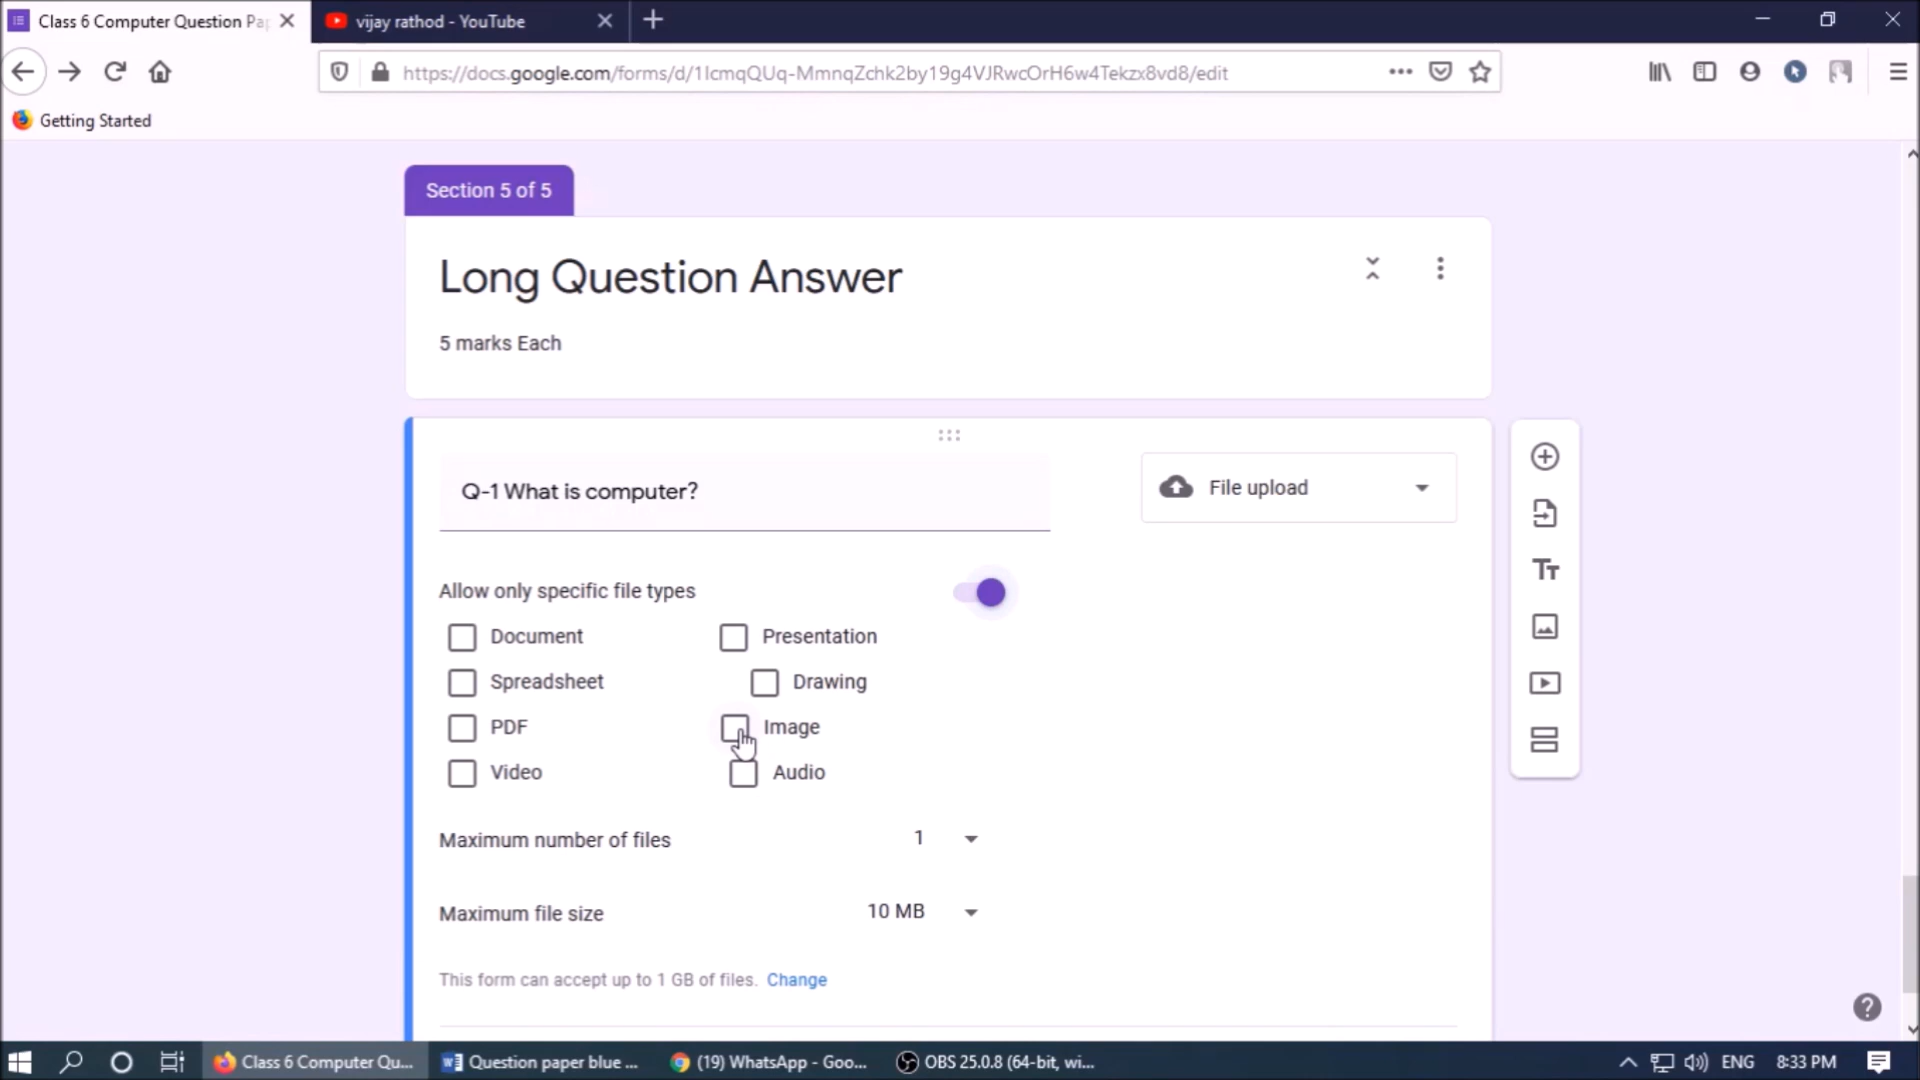 Class 6 Computer Question Pap
vijay rathod - YouTube
https://docs.google.com/forms/d/1IcmqQUq-MmnqZchk2by19g4VJRwcOrH6w4Tekzx8vd8/edit
Getting Started
Section 5 of 5
Long Question Answer
5 marks Each
Q-1 What is computer?
File upload
Allow only specific file types
Document
Presentation
Spreadsheet
Drawing
PDF
Image
Video
Audio
Maximum number of files
1
Maximum file size
10 MB
This form can accept up to 1 GB of files. Change
Class 6 Computer Qu...
Question paper blue ...
(19) WhatsApp - Goo...
OBS 25.0.8 (64-bit, wi...
ENG
8:33 PM